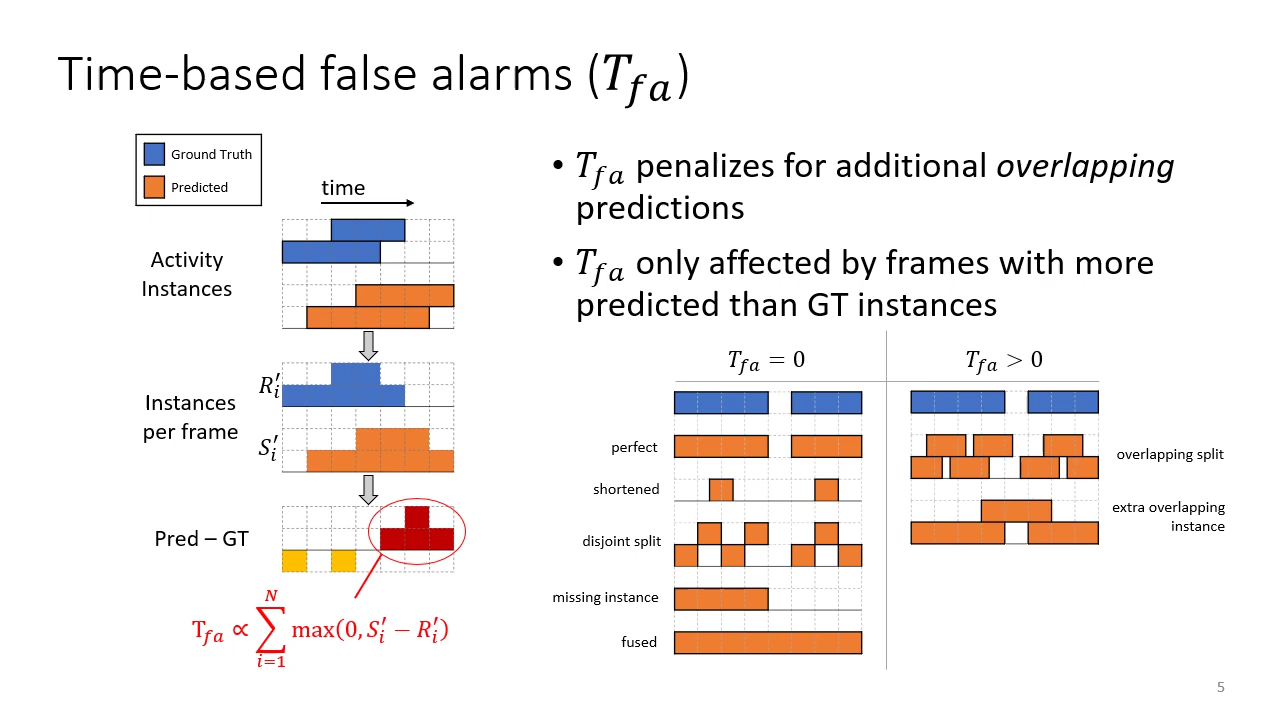 Time-based false alarms (T_fa)
Ground Truth
Predicted
time
Activity
Instances
R′_i
Instances
per frame
S′_i
Pred – GT
T_fa ∝ ∑_{i=1}^{N} max(0, S′_i − R′_i)
• T_fa penalizes for additional overlapping
predictions
• T_fa only affected by frames with more
predicted than GT instances
T_fa = 0
T_fa > 0
perfect
shortened
disjoint split
missing instance
fused
overlapping split
extra overlapping
instance
5